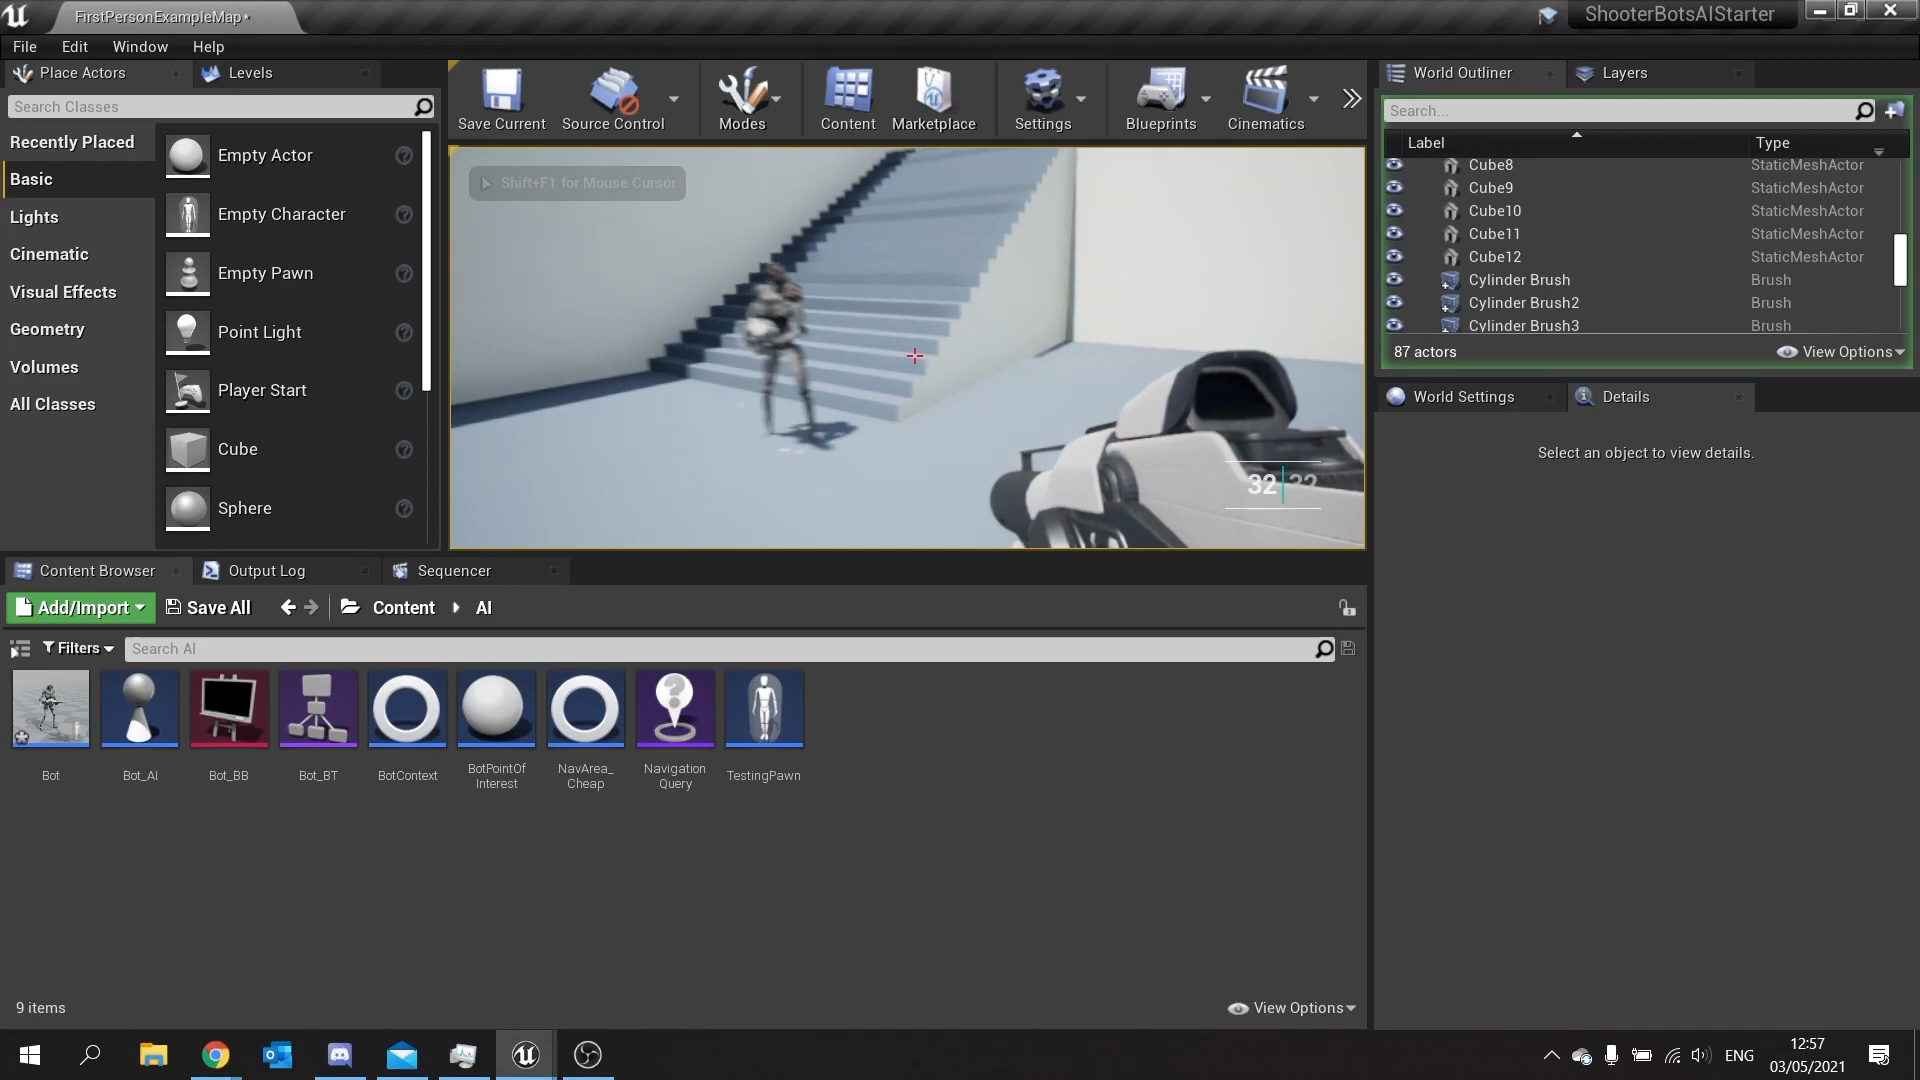 FirstPersonExampleMap*
ShooterBotsAIStarter
File Edit Window Help
Place Actors
Levels
Search Classes
Recently Placed
Basic
Lights
Cinematic
Visual Effects
Geometry
Volumes
All Classes
Empty Actor
Empty Character
Empty Pawn
Point Light
Player Start
Cube
Sphere
Save Current
Source Control
Modes
Content
Marketplace
Settings
Blueprints
Cinematics
Shift+F1 for Mouse Cursor
32 32
World Outliner
Layers
Search...
Label Type
Cube8 StaticMeshActor
Cube9 StaticMeshActor
Cube10 StaticMeshActor
Cube11 StaticMeshActor
Cube12 StaticMeshActor
Cylinder Brush Brush
Cylinder Brush2 Brush
Cylinder Brush3 Brush
87 actors
View Options
World Settings
Details
Select an object to view details.
Content Browser
Output Log
Sequencer
Add/Import
Save All
Content
AI
Filters
Search AI
Bot
Bot_AI
Bot_BB
Bot_BT
BotContext
BotPointOf
Interest
NavArea_
Cheap
Navigation
Query
TestingPawn
9 items
View Options
ENG
12:57
03/05/2021